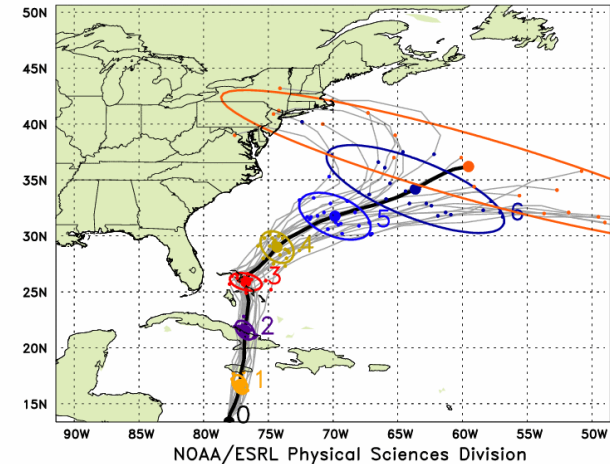 50N
45N
40N
35N
30N
25N
20N
15N
6
5
4
3
2
1
0
90W 85W 80W 75W 70W 65W 60W 55W 50W
NOAA/ESRL Physical Sciences Division